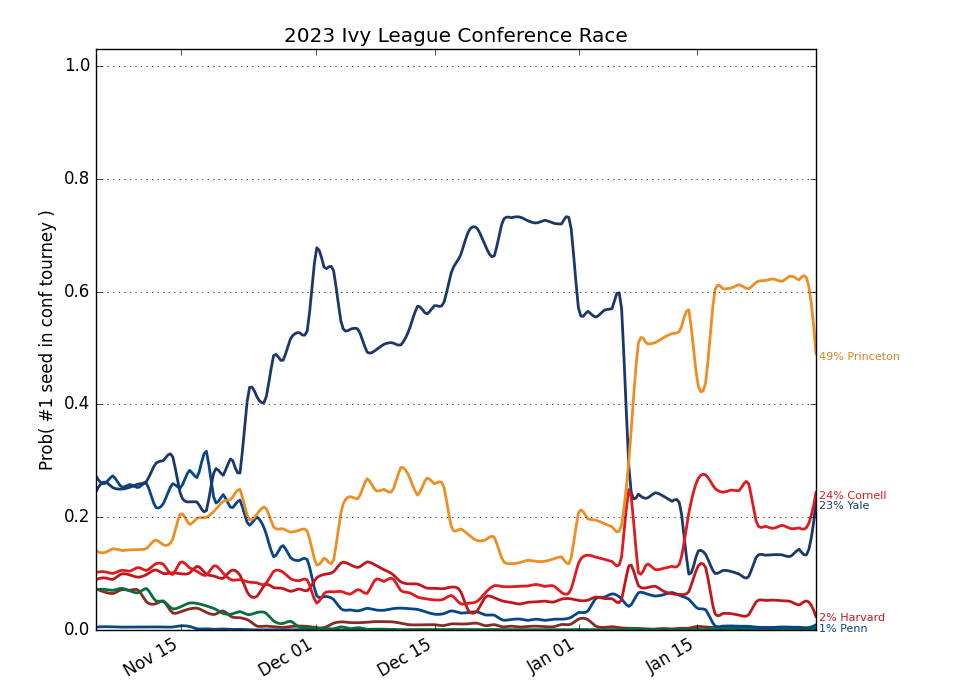 2023 Ivy League Conference Race
Prob( #1 seed in conf tourney )
1.0
0.8
0.6
0.4
0.2
0.0
Nov 15
Dec 01
Dec 15
Jan 01
Jan 15
49% Princeton
24% Cornell
23% Yale
2% Harvard
1% Penn